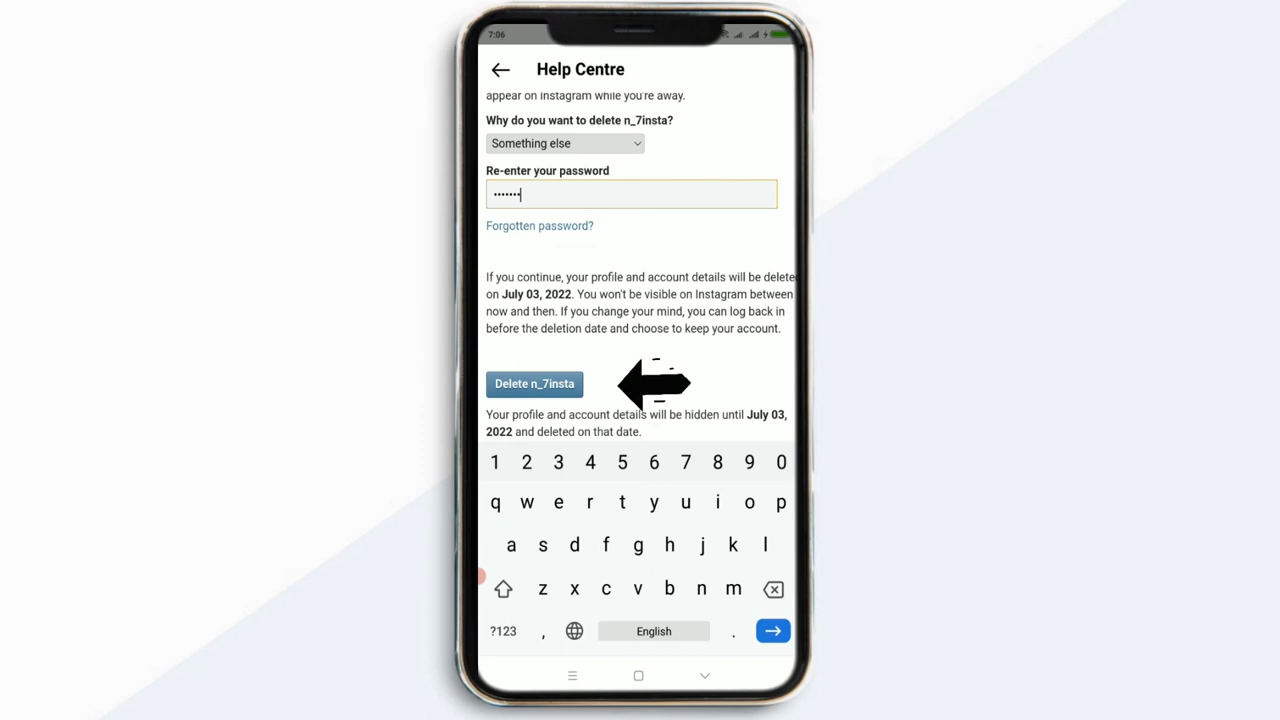 7:06
Help Centre
appear on Instagram while you're away.
Why do you want to delete n_7insta?
Something else
Re-enter your password
•••••••
Forgotten password?
If you continue, your profile and account details will be deleted
on July 03, 2022. You won't be visible on Instagram between
now and then. If you change your mind, you can log back in
before the deletion date and choose to keep your account.
Delete n_7insta
Your profile and account details will be hidden until July 03,
2022 and deleted on that date.
1 2 3 4 5 6 7 8 9 0
q w e r t y u i o p
a s d f g h j k l
z x c v b n m
?123 , English .